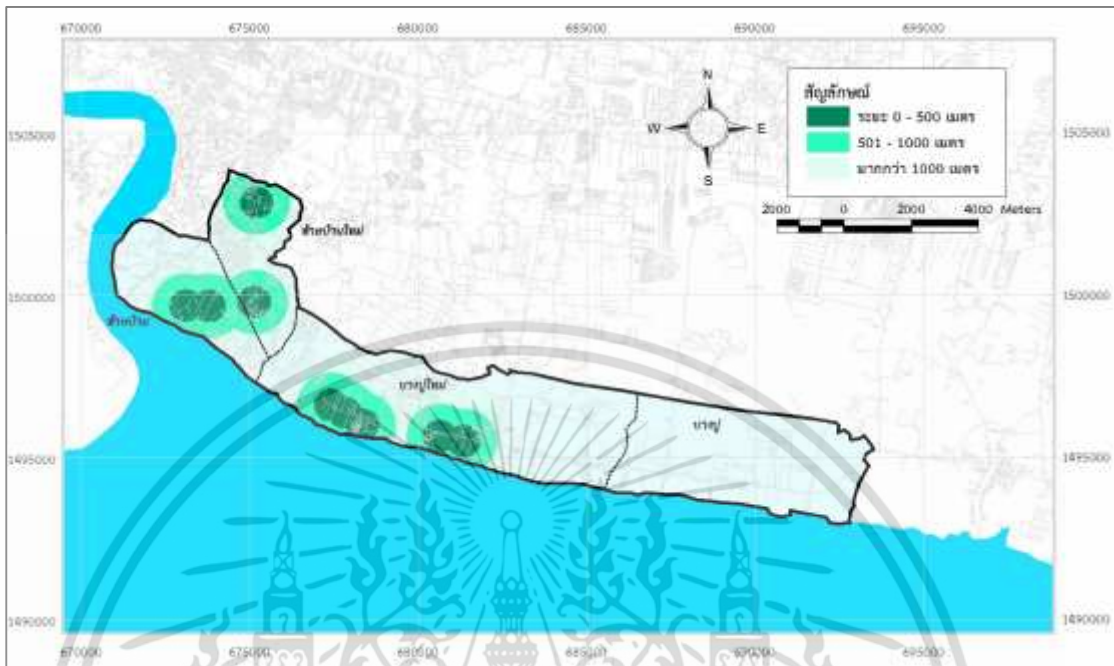 670000 675000 680000 685000 690000 695000
N
W E
S
สัญลักษณ์
ระยะ 0 - 500 เมตร
501 - 1000 เมตร
มากกว่า 1000 เมตร
2000 0 2000 4000 Meters
1505000 1505000
ท้ายบ้านใหม่
1500000 1500000
ท้ายบ้าน
บางปูใหม่
บางปู
1495000 1495000
1490000 1490000
670000 675000 680000 685000 690000 695000